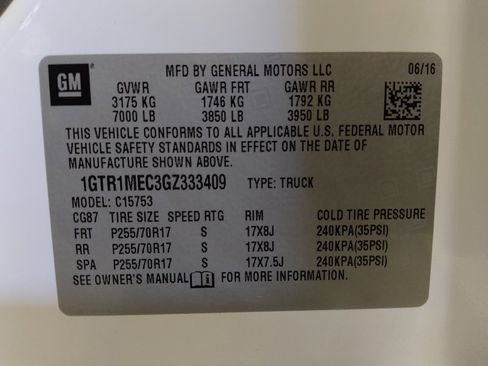 GM MFD BY GENERAL MOTORS LLC 06/16
GVWR GAWR FRT GAWR RR
3175 KG 1746 KG 1792 KG
7000 LB 3850 LB 3950 LB
THIS VEHICLE CONFORMS TO ALL APPLICABLE U.S. FEDERAL MOTOR
VEHICLE SAFETY STANDARDS IN EFFECT ON THE DATE OF
MANUFACTURE SHOWN ABOVE.
1GTR1MEC3GZ333409 TYPE: TRUCK
MODEL: C15753
CG87 TIRE SIZE SPEED RTG RIM COLD TIRE PRESSURE
FRT P255/70R17 S 17X8J 240KPA(35PSI)
RR P255/70R17 S 17X8J 240KPA(35PSI)
SPA P255/70R17 S 17X7.5J 240KPA(35PSI)
SEE OWNER'S MANUAL FOR MORE INFORMATION.